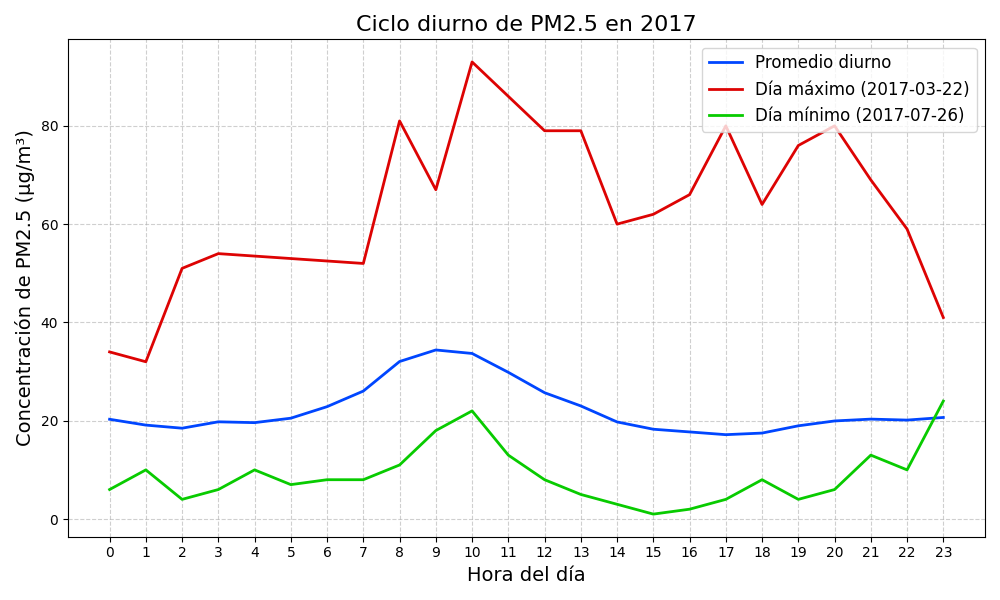 Ciclo diurno de PM2.5 en 2017
Promedio diurno
Día máximo (2017-03-22)
Día mínimo (2017-07-26)
Concentración de PM2.5 (µg/m³)
80
60
40
20
0
0 1 2 3 4 5 6 7 8 9 10 11 12 13 14 15 16 17 18 19 20 21 22 23
Hora del día